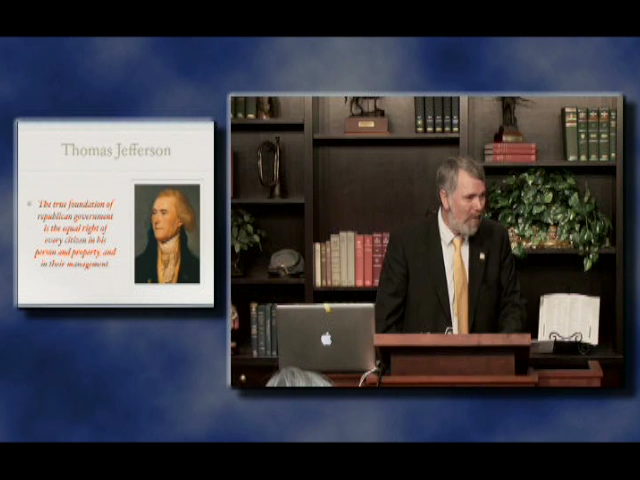 Thomas Jefferson
The true foundation of
republican government
is the equal right of
every citizen in his
person and property, and
in their management